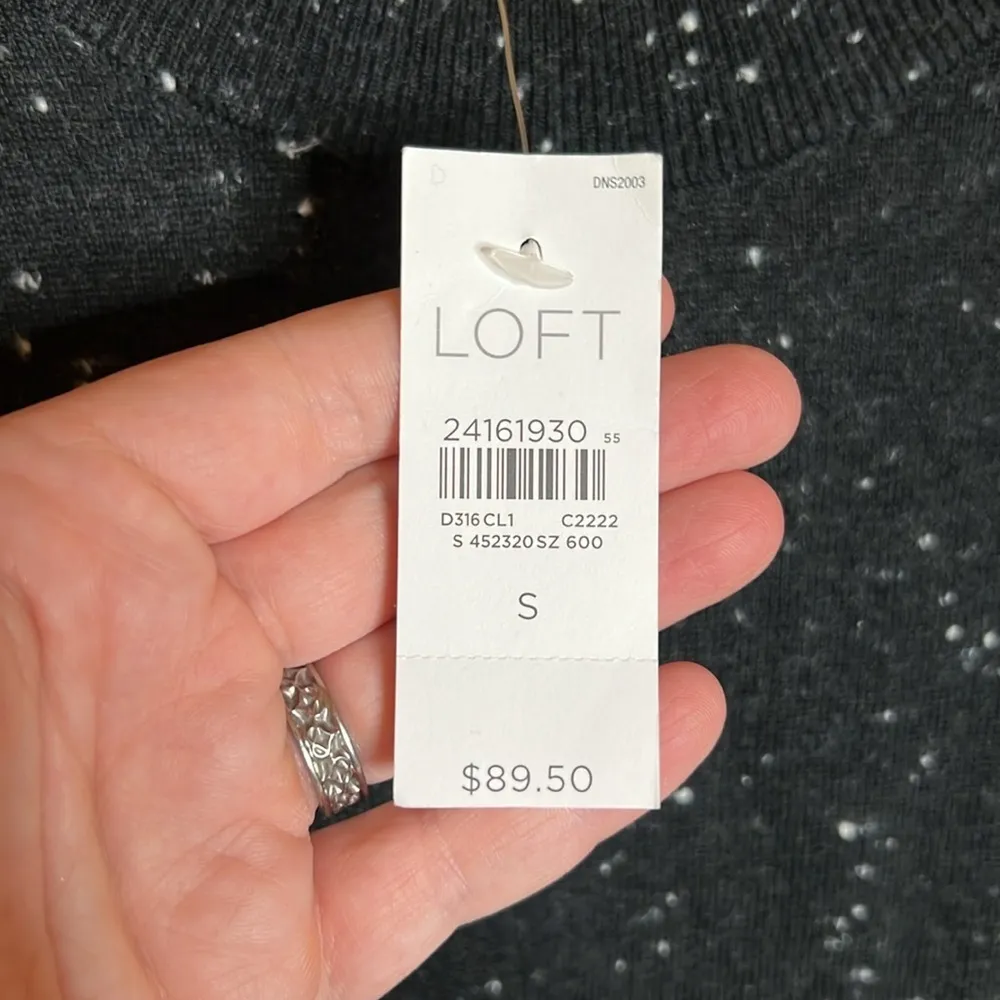 DNS2003
LOFT
24161930 55
D316 CL1 C2222
S 452320 SZ 600
S
$89.50